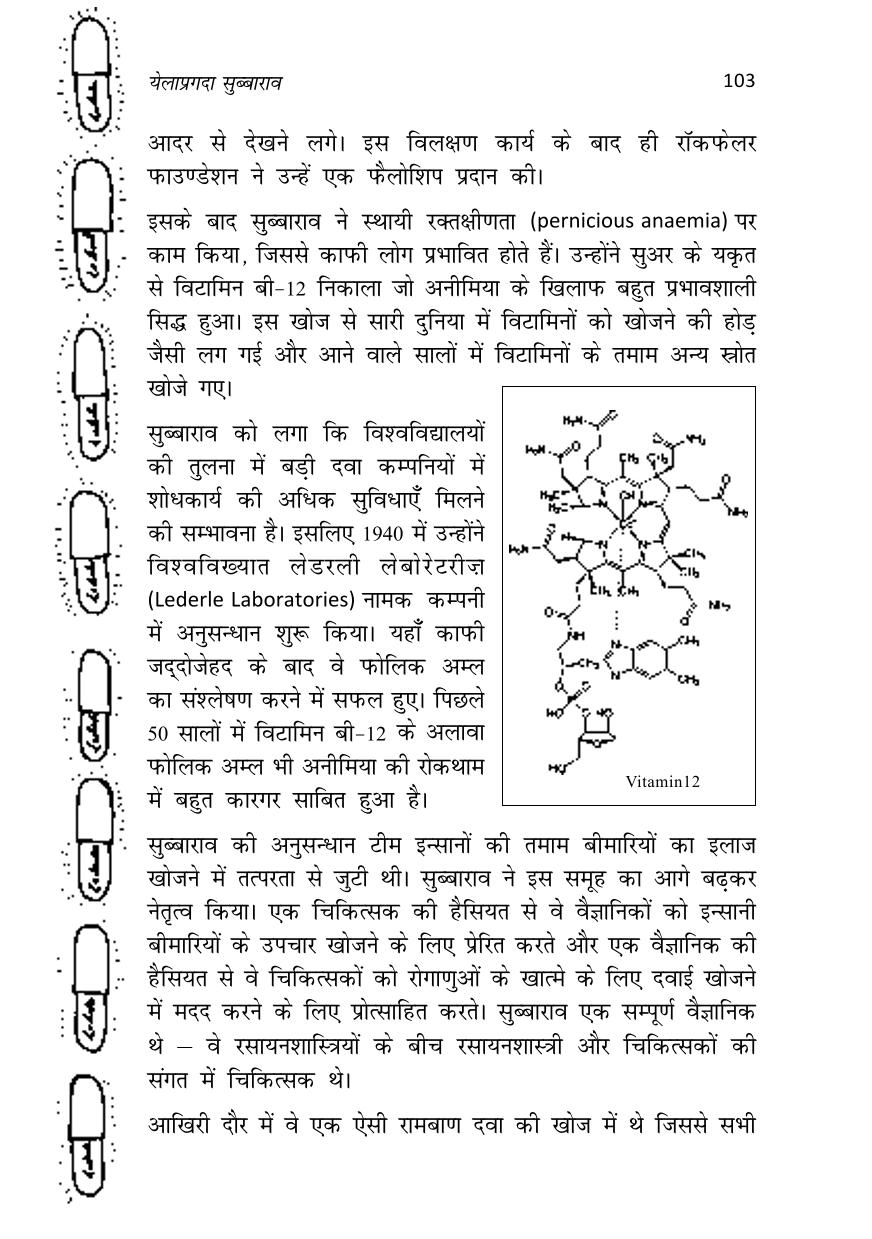 येलाप्रगदा सुब्बाराव 103
आदर से देखने लगे। इस विलक्षण कार्य के बाद ही रॉकफेलर
फाउण्डेशन ने उन्हें एक फैलोशिप प्रदान की।
इसके बाद सुब्बाराव ने स्थायी रक्तक्षीणता (pernicious anaemia) पर
काम किया, जिससे काफी लोग प्रभावित होते हैं। उन्होंने सुअर के यकृत
से विटामिन बी-12 निकाला जो अनीमिया के खिलाफ बहुत प्रभावशाली
सिद्ध हुआ। इस खोज से सारी दुनिया में विटामिनों को खोजने की होड़
जैसी लग गई और आने वाले सालों में विटामिनों के तमाम अन्य स्रोत
खोजे गए।
सुब्बाराव को लगा कि विश्वविद्यालयों
की तुलना में बड़ी दवा कम्पनियों में
शोधकार्य की अधिक सुविधाएँ मिलने
की सम्भावना है। इसलिए 1940 में उन्होंने
विश्वविख्यात लेडरली लेबोरेटरीज़
(Lederle Laboratories) नामक कम्पनी
में अनुसन्धान शुरू किया। यहाँ काफी
जद्दोजेहद के बाद वे फोलिक अम्ल
का संश्लेषण करने में सफल हुए। पिछले
50 सालों में विटामिन बी-12 के अलावा
फोलिक अम्ल भी अनीमिया की रोकथाम
में बहुत कारगर साबित हुआ है।
Vitamin12
सुब्बाराव की अनुसन्धान टीम इन्सानों की तमाम बीमारियों का इलाज
खोजने में तत्परता से जुटी थी। सुब्बाराव ने इस समूह का आगे बढ़कर
नेतृत्व किया। एक चिकित्सक की हैसियत से वे वैज्ञानिकों को इन्सानी
बीमारियों के उपचार खोजने के लिए प्रेरित करते और एक वैज्ञानिक की
हैसियत से वे चिकित्सकों को रोगाणुओं के खात्मे के लिए दवाई खोजने
में मदद करने के लिए प्रोत्साहित करते। सुब्बाराव एक सम्पूर्ण वैज्ञानिक
थे – वे रसायनशास्त्रियों के बीच रसायनशास्त्री और चिकित्सकों की
संगत में चिकित्सक थे।
आखिरी दौर में वे एक ऐसी रामबाण दवा की खोज में थे जिससे सभी